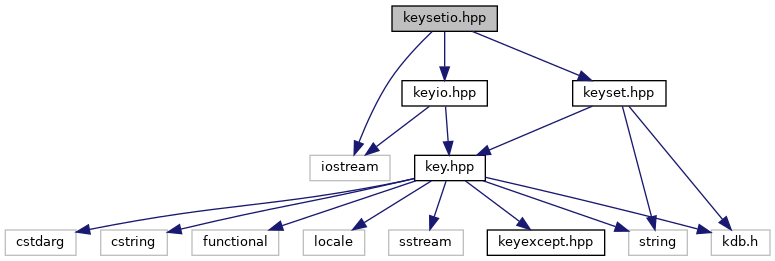 keysetio.hpp
keyio.hpp
keyset.hpp
iostream
key.hpp
cstdarg
cstring
functional
locale
sstream
keyexcept.hpp
string
kdb.h